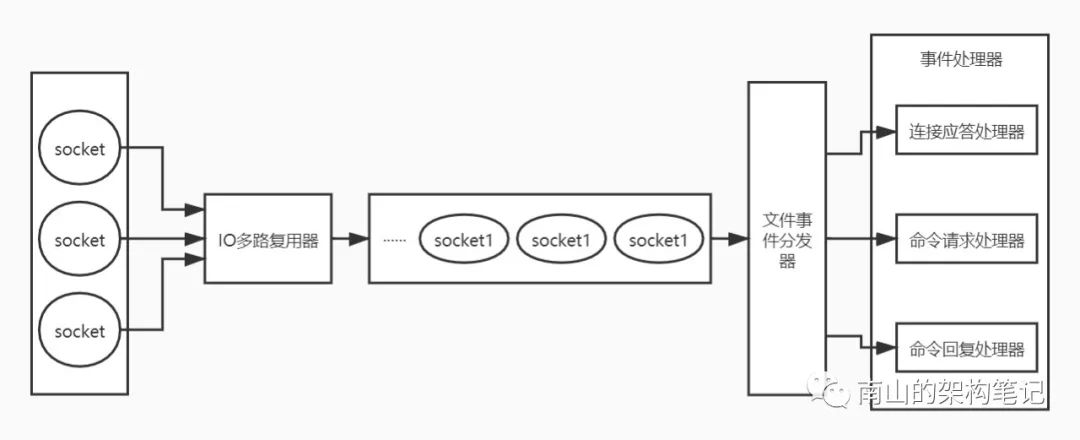 socket
socket
socket
IO多路复用器
......
socket1
socket1
socket1
文件事
件分发
器
事件处理器
连接应答处理器
命令请求处理器
命令回复处理器
南山的架构笔记